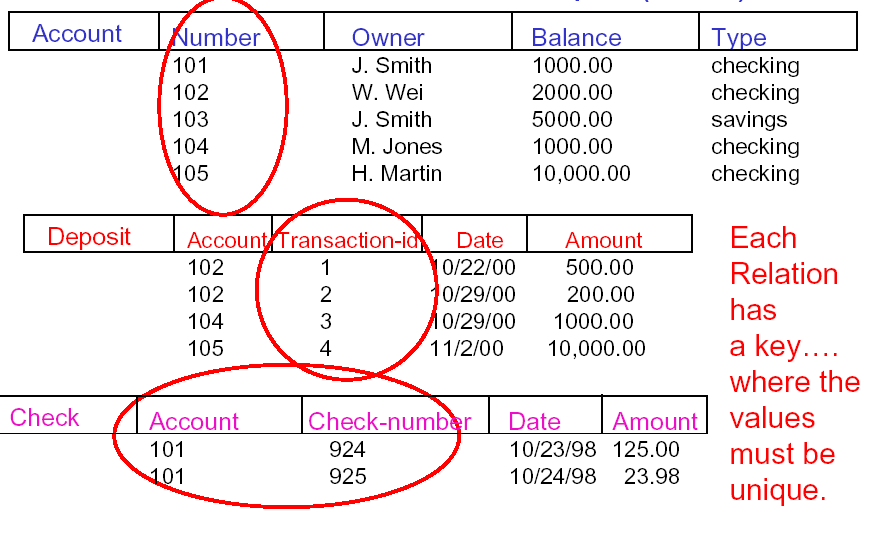 Account Number Owner Balance Type
101 J. Smith 1000.00 checking
102 W. Wei 2000.00 checking
103 J. Smith 5000.00 savings
104 M. Jones 1000.00 checking
105 H. Martin 10,000.00 checking
Deposit Account Transaction-id Date Amount
102 1 10/22/00 500.00
102 2 10/29/00 200.00
104 3 10/29/00 1000.00
105 4 11/2/00 10,000.00
Check Account Check-number Date Amount
101 924 10/23/98 125.00
101 925 10/24/98 23.98
Each
Relation
has
a key....
where the
values
must be
unique.